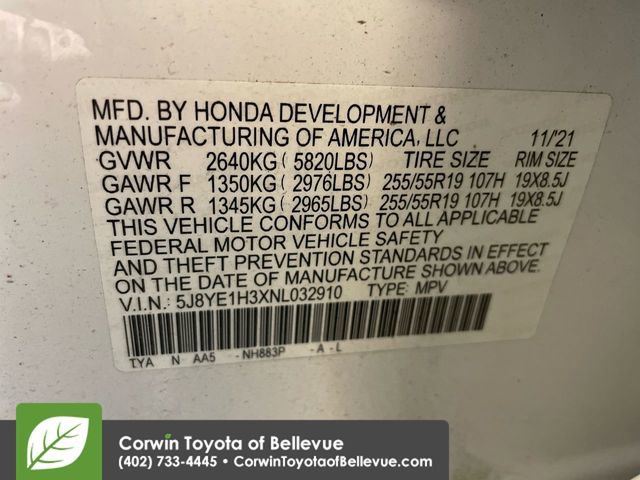 MFD. BY HONDA DEVELOPMENT &
MANUFACTURING OF AMERICA, LLC 11/'21
GVWR 2640KG ( 5820LBS) TIRE SIZE RIM SIZE
GAWR F 1350KG ( 2976LBS) 255/55R19 107H 19X8.5J
GAWR R 1345KG ( 2965LBS) 255/55R19 107H 19X8.5J
THIS VEHICLE CONFORMS TO ALL APPLICABLE
FEDERAL MOTOR VEHICLE SAFETY
AND THEFT PREVENTION STANDARDS IN EFFECT
ON THE DATE OF MANUFACTURE SHOWN ABOVE.
V.I.N.: 5J8YE1H3XNL032910 TYPE: MPV
TYA N AA5 -NH883P -A -L
Corwin Toyota of Bellevue
(402) 733-4445 • CorwinToyotaofBellevue.com